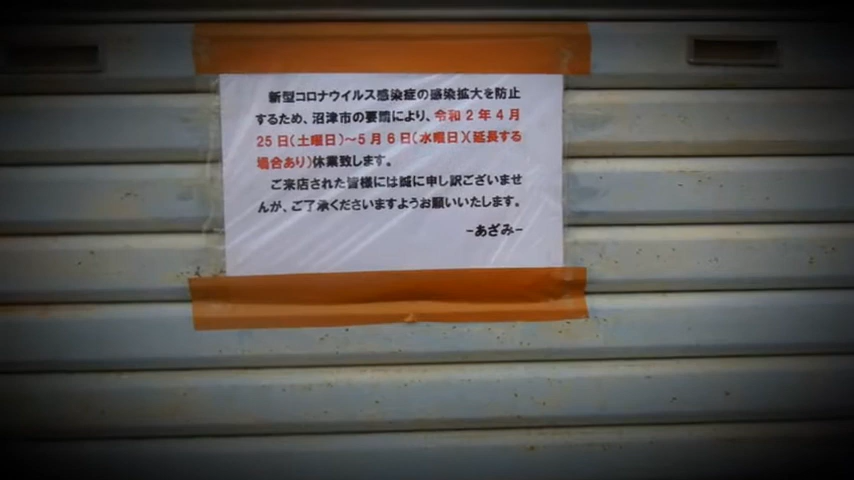 新型コロナウイルス感染症の感染拡大を防止
するため、沼津市の要請により、令和2年4月
25日(土曜日)～5月6日(水曜日)(延長する
場合あり)休業致します。
ご来店された皆様には誠に申し訳ございませ
んが、ご了承くださいますようお願いいたします。
-あざみ-